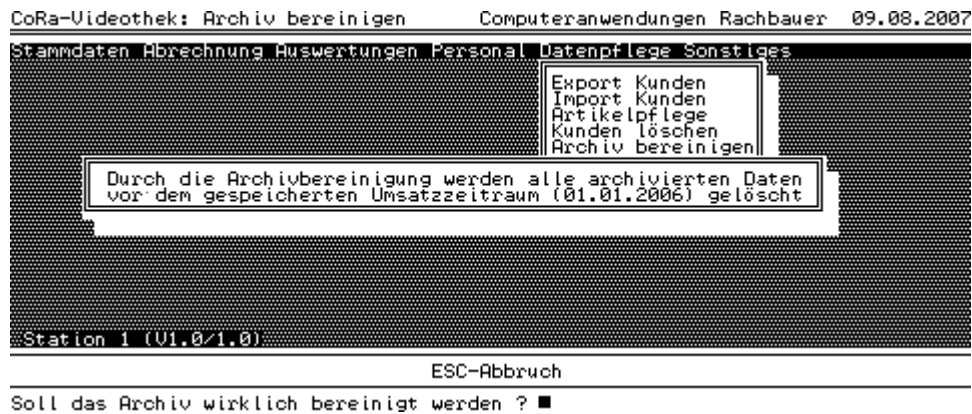 CoRa-Videothek: Archiv bereinigen Computeranwendungen Rachbauer 09.08.2007
Stammdaten Abrechnung Auswertungen Personal Datenpflege Sonstiges
Export Kunden
Import Kunden
Artikelpflege
Kunden löschen
Archiv bereinigen
Durch die Archivbereinigung werden alle archivierten Daten
vor dem gespeicherten Umsatzzeitraum (01.01.2006) gelöscht
Station 1 (V1.0/1.0)
ESC-Abbruch
Soll das Archiv wirklich bereinigt werden ?